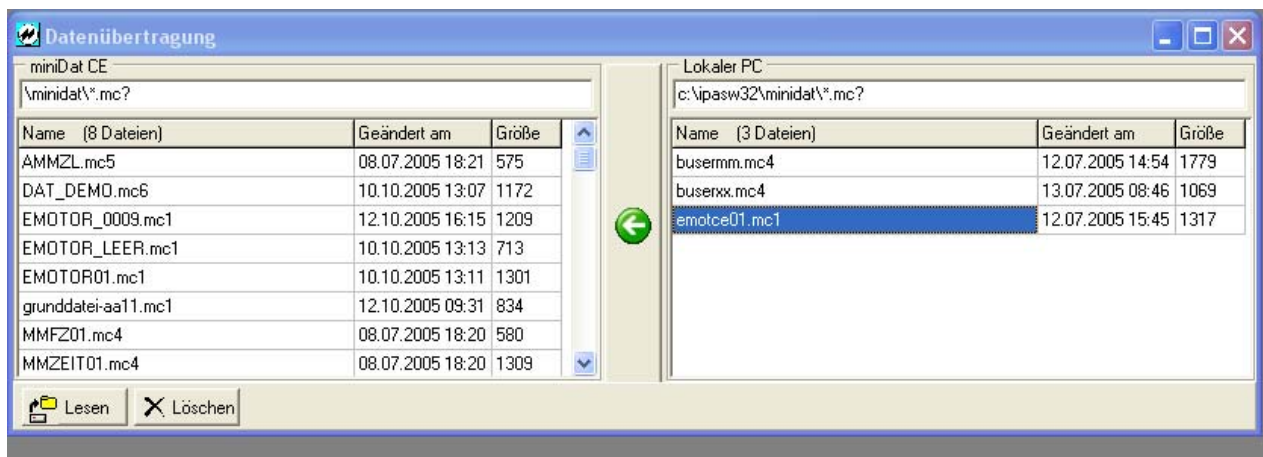 Datenübertragung
miniDat CE
\minidat\*.mc?
Name (8 Dateien) Geändert am Größe
AMMZL.mc5 08.07.2005 18:21 575
DAT_DEMO.mc6 10.10.2005 13:07 1172
EMOTOR_0009.mc1 12.10.2005 16:15 1209
EMOTOR_LEER.mc1 10.10.2005 13:13 713
EMOTOR01.mc1 10.10.2005 13:11 1301
grunddatei-aa11.mc1 12.10.2005 09:31 834
MMFZ01.mc4 08.07.2005 18:20 580
MMZEIT01.mc4 08.07.2005 18:20 1309
Lokaler PC
c:\ipasw32\minidat\*.mc?
Name (3 Dateien) Geändert am Größe
busermm.mc4 12.07.2005 14:54 1779
buserxx.mc4 13.07.2005 08:46 1069
emotce01.mc1 12.07.2005 15:45 1317
Lesen Löschen